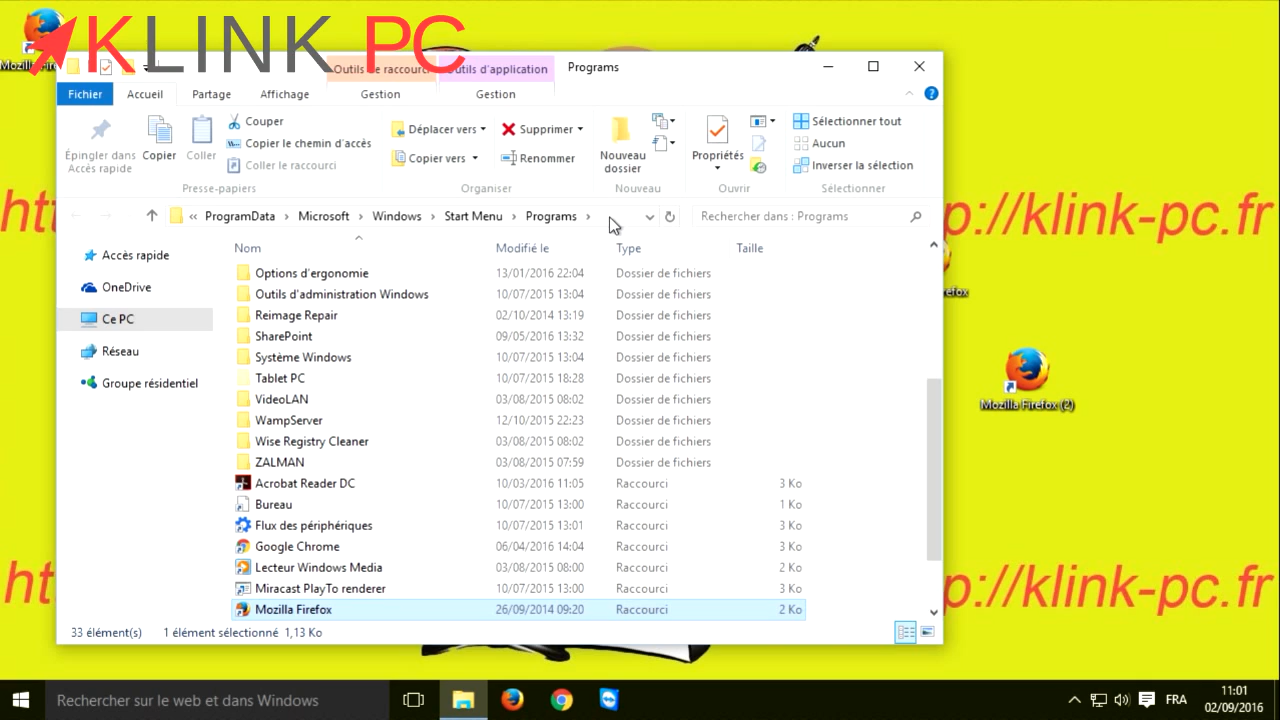 KLINK PC
Mozilla Fire
Outils de raccourci Outils d'application Programs
Fichier Accueil Partage Affichage Gestion Gestion
Épingler dans Accès rapide
Copier
Coller
Couper
Copier le chemin d'accès
Coller le raccourci
Presse-papiers
Déplacer vers
Copier vers
Supprimer
Renommer
Organiser
Nouveau dossier
Nouveau
Propriétés
Ouvrir
Sélectionner tout
Aucun
Inverser la sélection
Sélectionner
« ProgramData › Microsoft › Windows › Start Menu › Programs ›
Rechercher dans : Programs
Accès rapide
OneDrive
Ce PC
Réseau
Groupe résidentiel
Nom Modifié le Type Taille
Options d'ergonomie 13/01/2016 22:04 Dossier de fichiers
Outils d'administration Windows 10/07/2015 13:04 Dossier de fichiers
Reimage Repair 02/10/2014 13:19 Dossier de fichiers
SharePoint 09/05/2016 13:32 Dossier de fichiers
Système Windows 10/07/2015 13:04 Dossier de fichiers
Tablet PC 10/07/2015 18:28 Dossier de fichiers
VideoLAN 03/08/2015 08:02 Dossier de fichiers
WampServer 12/10/2015 22:23 Dossier de fichiers
Wise Registry Cleaner 03/08/2015 08:02 Dossier de fichiers
ZALMAN 03/08/2015 07:59 Dossier de fichiers
Acrobat Reader DC 10/03/2016 11:05 Raccourci 3 Ko
Bureau 10/07/2015 13:00 Raccourci 1 Ko
Flux des périphériques 10/07/2015 13:01 Raccourci 3 Ko
Google Chrome 06/04/2016 14:04 Raccourci 3 Ko
Lecteur Windows Media 03/08/2015 08:00 Raccourci 2 Ko
Miracast PlayTo renderer 10/07/2015 13:00 Raccourci 3 Ko
Mozilla Firefox 26/09/2014 09:20 Raccourci 2 Ko
33 élément(s) 1 élément sélectionné 1,13 Ko
htt
p://klink-pc.fr
efox
Mozilla Firefox (2)
htt
p://klink-pc.fr
Rechercher sur le web et dans Windows
FRA
11:01
02/09/2016